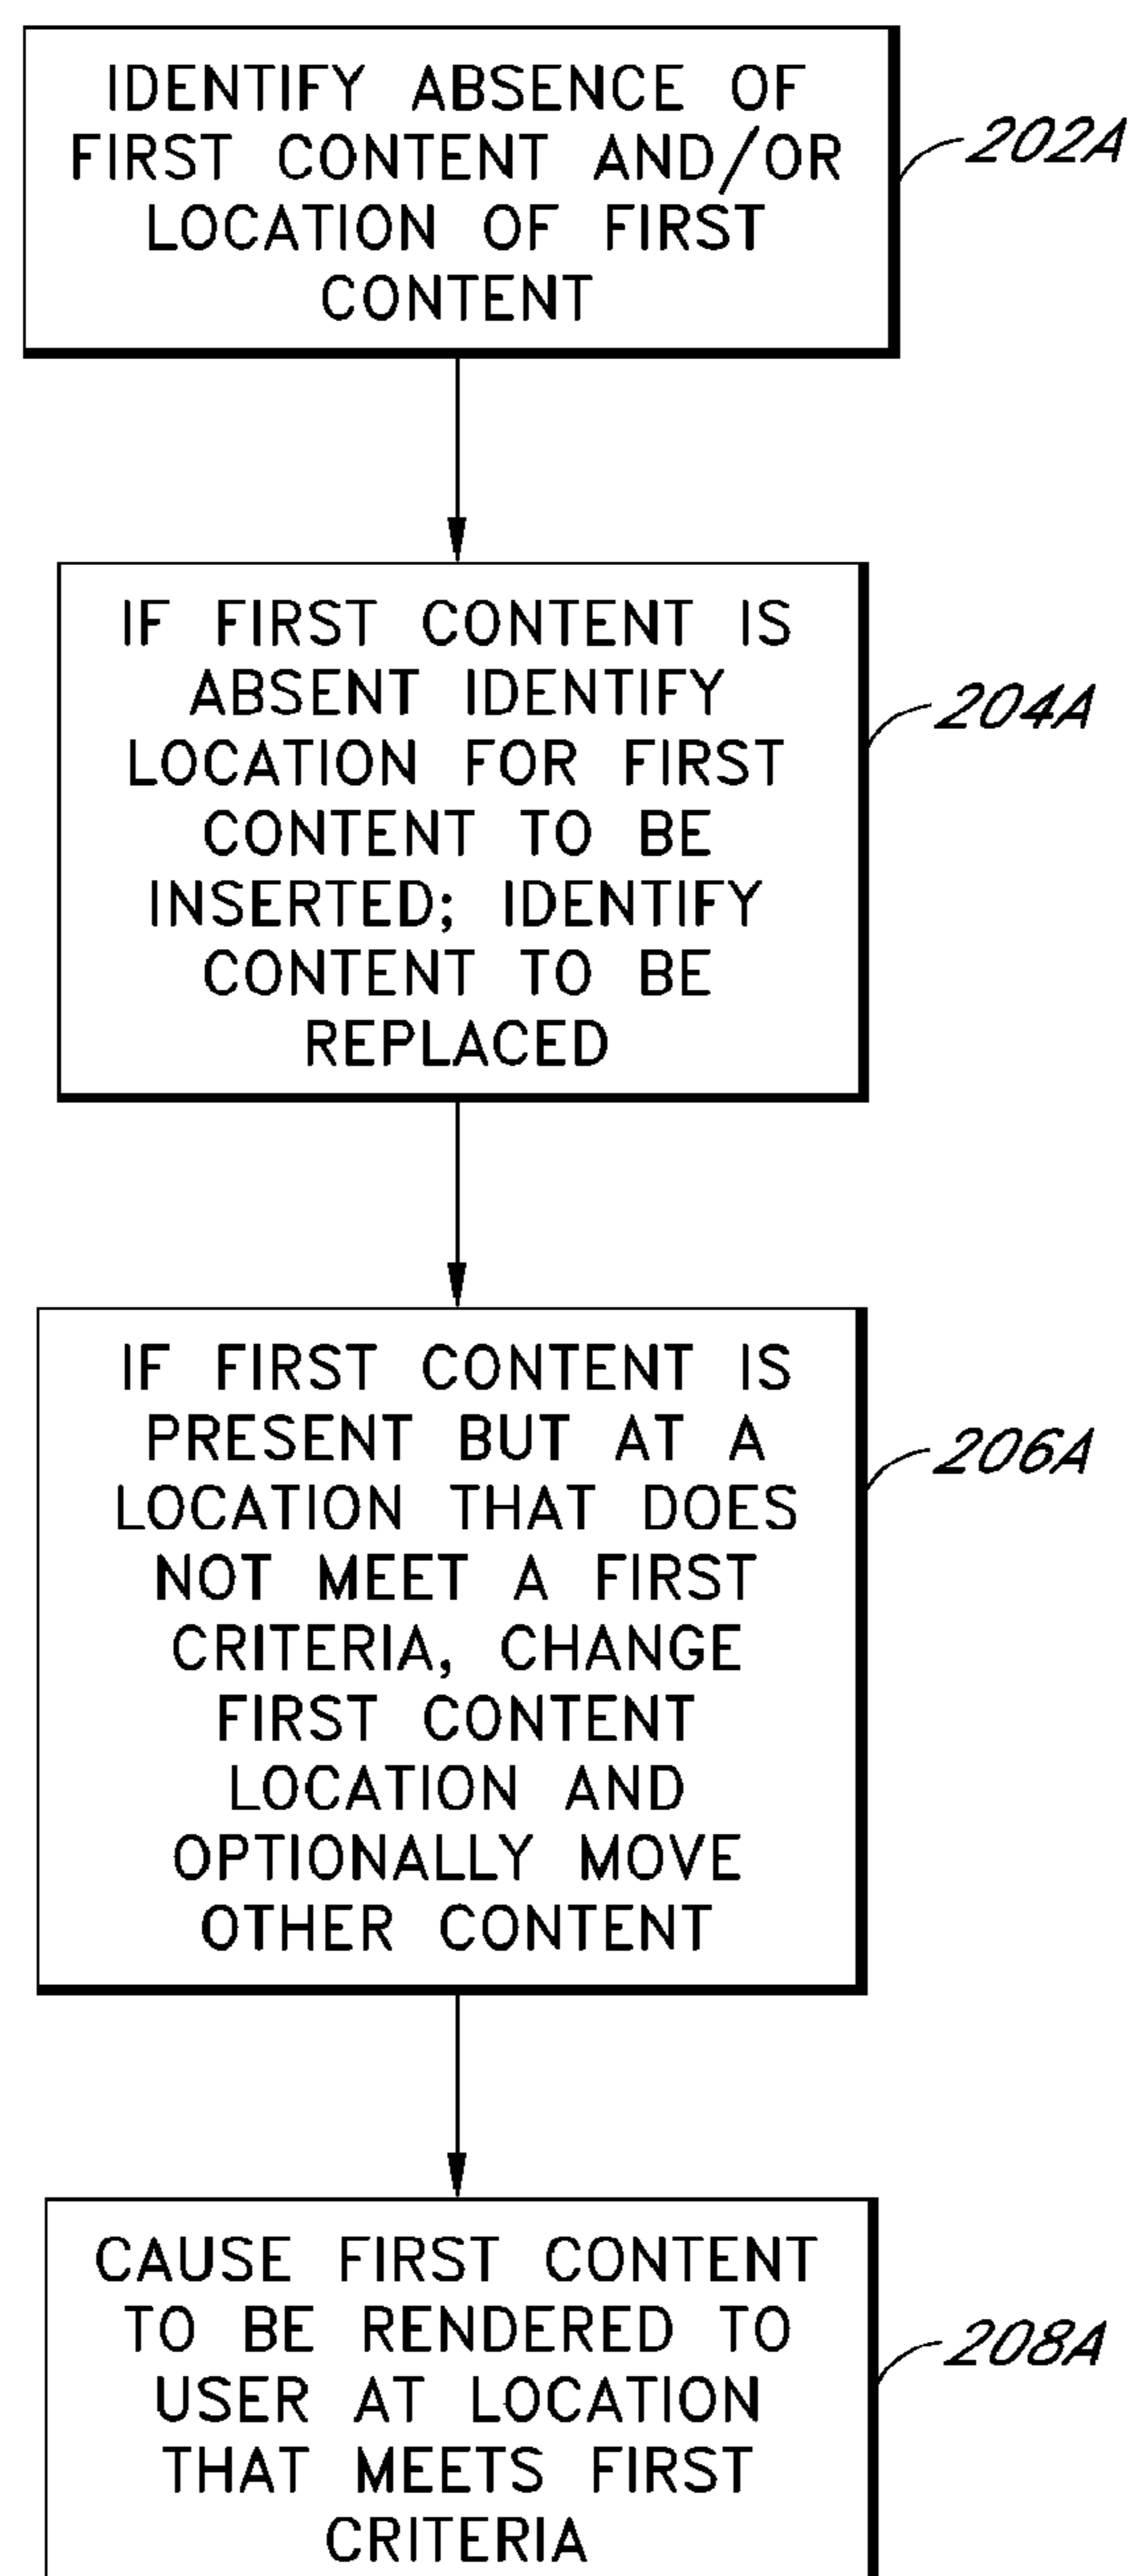 IDENTIFY ABSENCE OF
FIRST CONTENT AND/OR
LOCATION OF FIRST
CONTENT
202A
IF FIRST CONTENT IS
ABSENT IDENTIFY
LOCATION FOR FIRST
CONTENT TO BE
INSERTED; IDENTIFY
CONTENT TO BE
REPLACED
204A
IF FIRST CONTENT IS
PRESENT BUT AT A
LOCATION THAT DOES
NOT MEET A FIRST
CRITERIA, CHANGE
FIRST CONTENT
LOCATION AND
OPTIONALLY MOVE
OTHER CONTENT
206A
CAUSE FIRST CONTENT
TO BE RENDERED TO
USER AT LOCATION
THAT MEETS FIRST
CRITERIA
208A